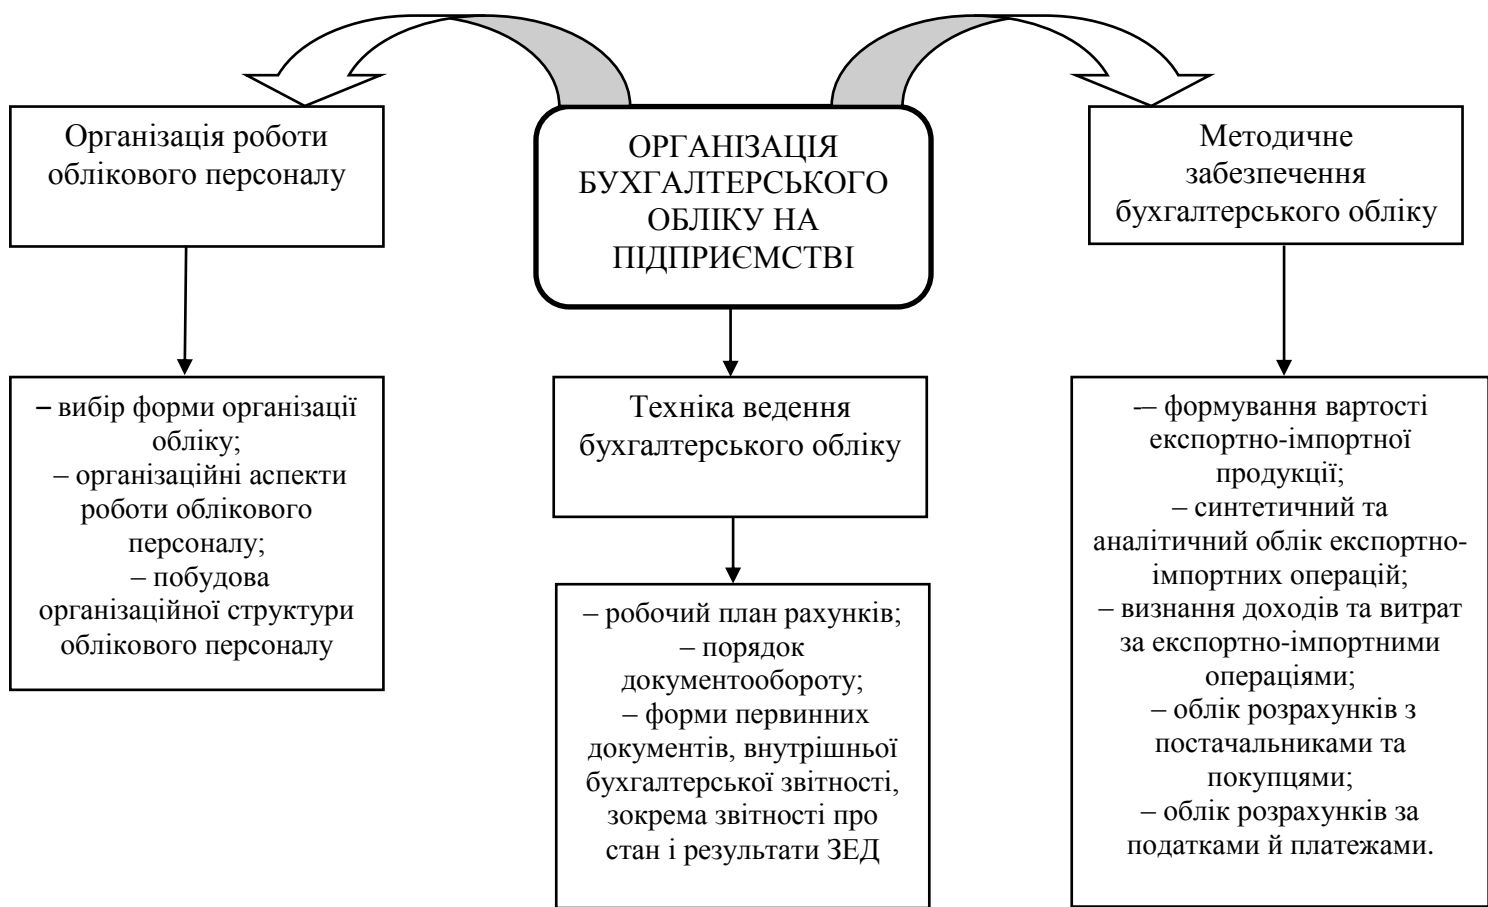 Організація роботи
облікового персоналу
ОРГАНІЗАЦІЯ
БУХГАЛТЕРСЬКОГО
ОБЛІКУ НА
ПІДПРИЄМСТВІ
Методичне
забезпечення
бухгалтерського обліку
– вибір форми організації
обліку;
– організаційні аспекти
роботи облікового
персоналу;
– побудова
організаційної структури
облікового персоналу
Техніка ведення
бухгалтерського обліку
– робочий план рахунків;
– порядок
документообороту;
– форми первинних
документів, внутрішньої
бухгалтерської звітності,
зокрема звітності про
стан і результати ЗЕД
-– формування вартості
експортно-імпортної
продукції;
– синтетичний та
аналітичний облік експортно-
імпортних операцій;
– визнання доходів та витрат
за експортно-імпортними
операціями;
– облік розрахунків з
постачальниками та
покупцями;
– облік розрахунків за
податками й платежами.